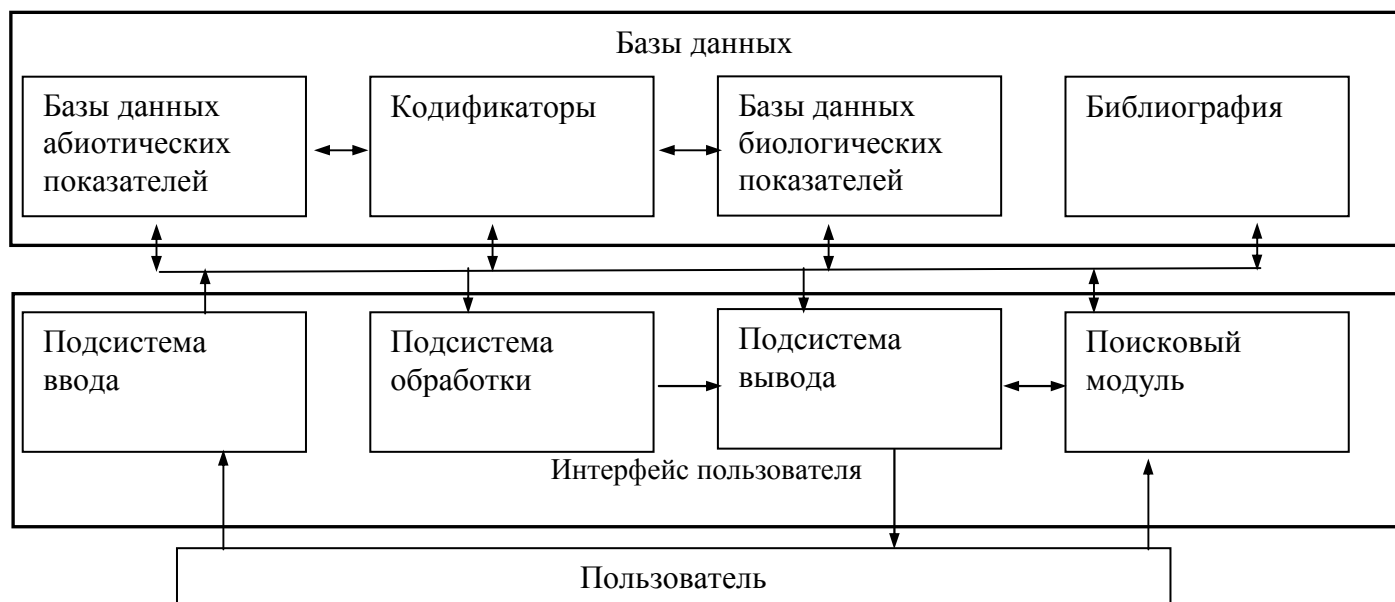 Базы данных
Базы данных
абиотических
показателей
Кодификаторы
Базы данных
биологических
показателей
Библиография
Подсистема
ввода
Подсистема
обработки
Подсистема
вывода
Поисковый
модуль
Интерфейс пользователя
Пользователь